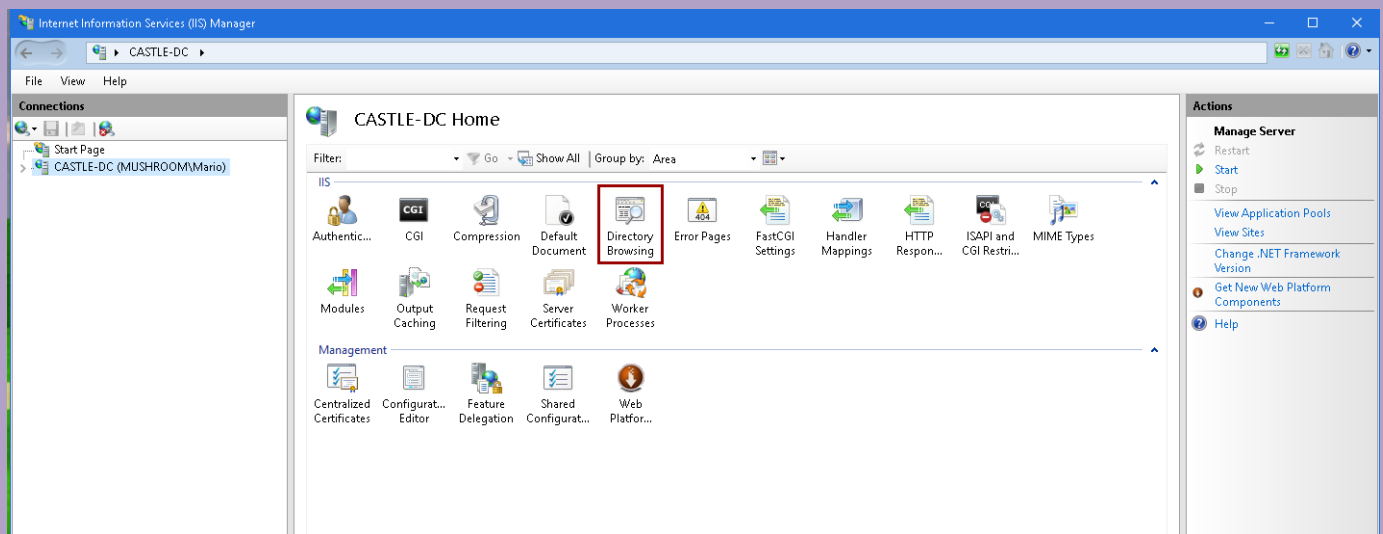 Internet Information Services (IIS) Manager
CASTLE-DC
File View Help
Connections
Start Page
CASTLE-DC (MUSHROOM\Mario)
CASTLE-DC Home
Filter: Go Show All Group by: Area
IIS
Authentic... CGI Compression Default Document Directory Browsing Error Pages FastCGI Settings Handler Mappings HTTP Respon... ISAPI and CGI Restri... MIME Types
Modules Output Caching Request Filtering Server Certificates Worker Processes
Management
Centralized Certificates Configurat... Editor Feature Delegation Shared Configurat... Web Platfor...
Actions
Manage Server
Restart
Start
Stop
View Application Pools
View Sites
Change .NET Framework
Version
Get New Web Platform
Components
Help